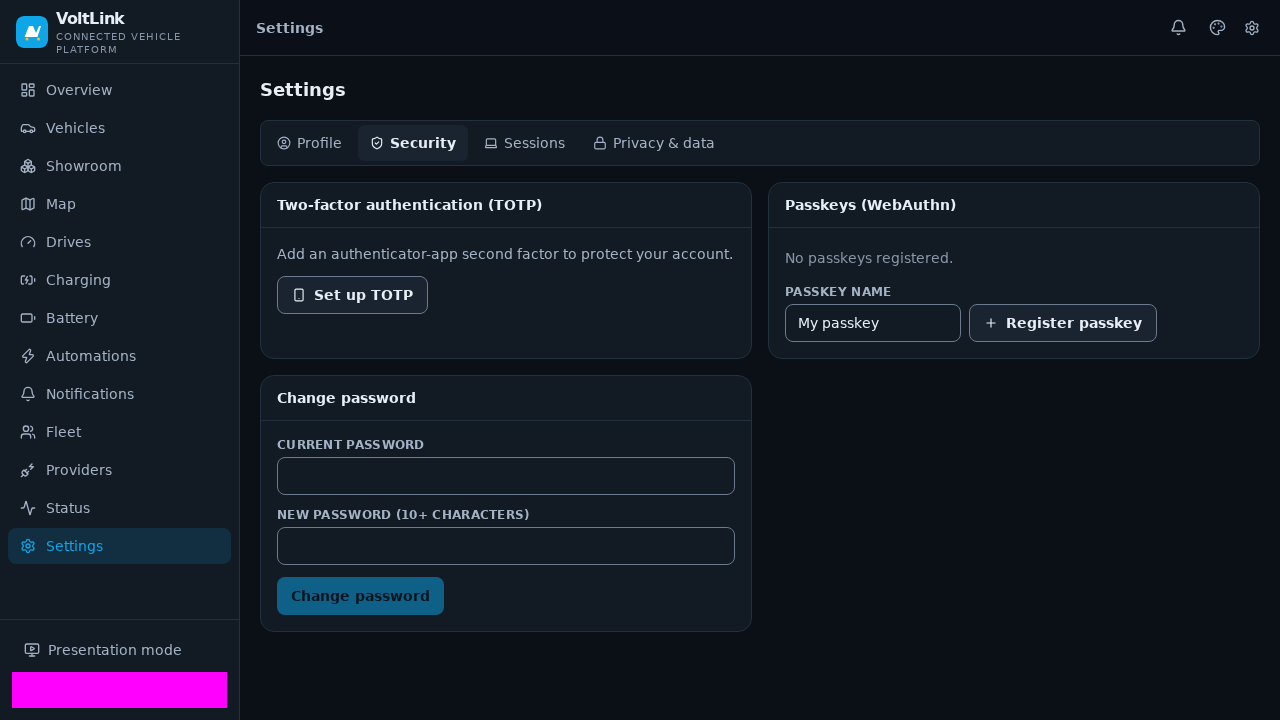 VoltLink
CONNECTED VEHICLE
PLATFORM
Overview
Vehicles
Showroom
Map
Drives
Charging
Battery
Automations
Notifications
Fleet
Providers
Status
Settings
Presentation mode
Settings
Settings
Profile
Security
Sessions
Privacy & data
Two-factor authentication (TOTP)
Add an authenticator-app second factor to protect your account.
Set up TOTP
Passkeys (WebAuthn)
No passkeys registered.
PASSKEY NAME
My passkey
Register passkey
Change password
CURRENT PASSWORD
NEW PASSWORD (10+ CHARACTERS)
Change password